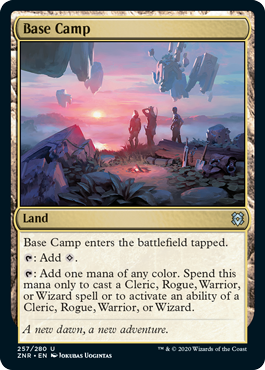 Base Camp
Land
Base Camp enters the battlefield tapped.
: Add .
: Add one mana of any color. Spend this
mana only to cast a Cleric, Rogue, Warrior,
or Wizard spell or to activate an ability of a
Cleric, Rogue, Warrior, or Wizard.
A new dawn, a new adventure.
257/280 U
ZNR • EN Jokubas Uogintas
™ & © 2020 Wizards of the Coast